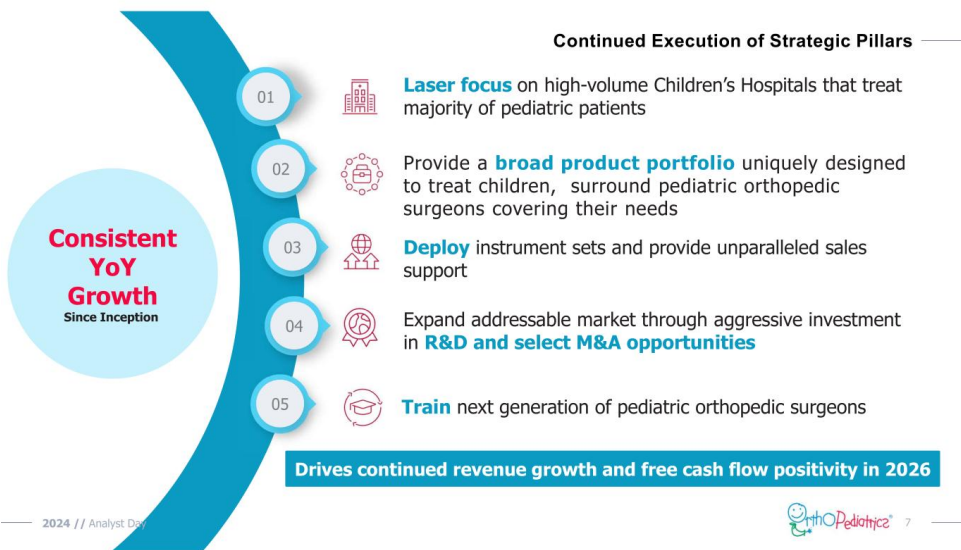 Continued Execution of Strategic Pillars
01
Laser focus on high-volume Children's Hospitals that treat
majority of pediatric patients
02
Provide a broad product portfolio uniquely designed
to treat children, surround pediatric orthopedic
surgeons covering their needs
Consistent
YoY
Growth
Since Inception
03
Deploy instrument sets and provide unparalleled sales
support
04
Expand addressable market through aggressive investment
in R&D and select M&A opportunities
05
Train next generation of pediatric orthopedic surgeons
Drives continued revenue growth and free cash flow positivity in 2026
2024 // Analyst Day
OrthOPediatrics®
7